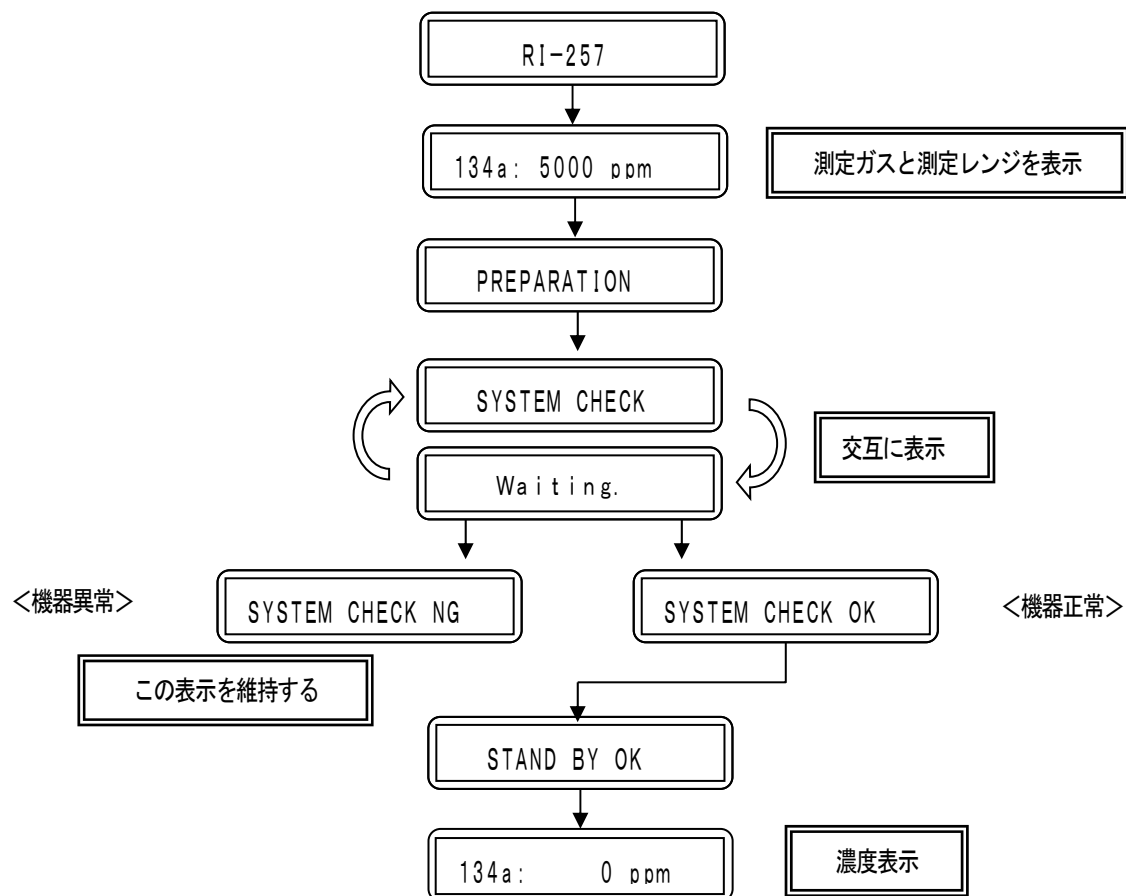 RI-257
134a: 5000 ppm
測定ガスと測定レンジを表示
PREPARATION
SYSTEM CHECK
交互に表示
Waiting.
<機器異常>
SYSTEM CHECK NG
SYSTEM CHECK OK
<機器正常>
この表示を維持する
STAND BY OK
134a: 0 ppm
濃度表示